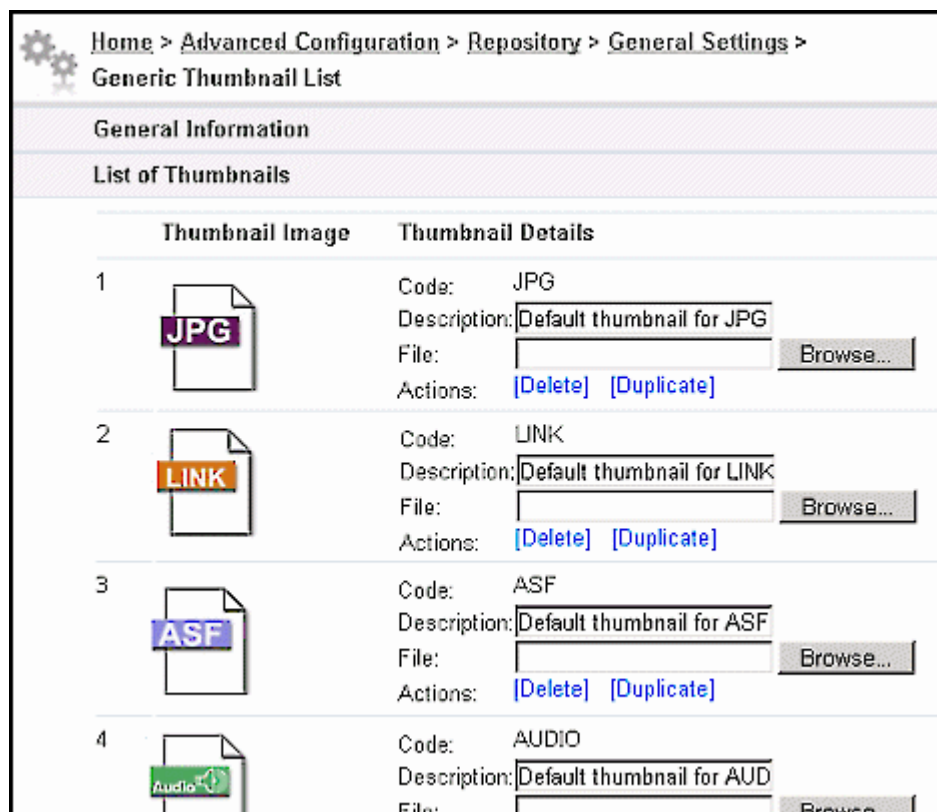 Home > Advanced Configuration > Repository > General Settings >
Generic Thumbnail List
General Information
List of Thumbnails
Thumbnail Image Thumbnail Details
1
JPG
Code: JPG
Description: Default thumbnail for JPG
File: Browse...
Actions: [Delete] [Duplicate]
2
LINK
Code: LINK
Description: Default thumbnail for LINK
File: Browse...
Actions: [Delete] [Duplicate]
3
ASF
Code: ASF
Description: Default thumbnail for ASF
File: Browse...
Actions: [Delete] [Duplicate]
4
Audio
Code: AUDIO
Description: Default thumbnail for AUD
File: Browse...